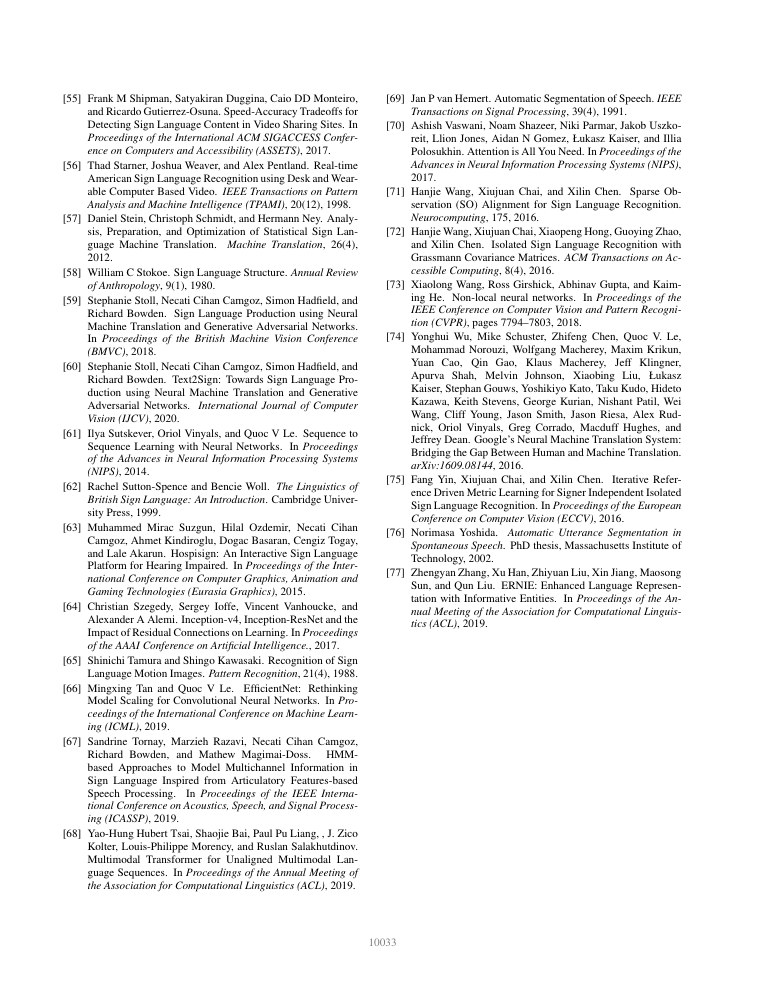 [55] Frank M Shipman, Satyakiran Duggina, Caio DD Monteiro,
and Ricardo Gutierrez-Osuna. Speed-Accuracy Tradeoffs for
Detecting Sign Language Content in Video Sharing Sites. In
Proceedings of the International ACM SIGACCESS Confer-
ence on Computers and Accessibility (ASSETS), 2017.
[56] Thad Starner, Joshua Weaver, and Alex Pentland. Real-time
American Sign Language Recognition using Desk and Wear-
able Computer Based Video. IEEE Transactions on Pattern
Analysis and Machine Intelligence (TPAMI), 20(12), 1998.
[57] Daniel Stein, Christoph Schmidt, and Hermann Ney. Analy-
sis, Preparation, and Optimization of Statistical Sign Lan-
guage Machine Translation. Machine Translation, 26(4),
2012.
[58] William C Stokoe. Sign Language Structure. Annual Review
of Anthropology, 9(1), 1980.
[59] Stephanie Stoll, Necati Cihan Camgoz, Simon Hadfield, and
Richard Bowden. Sign Language Production using Neural
Machine Translation and Generative Adversarial Networks.
In Proceedings of the British Machine Vision Conference
(BMVC), 2018.
[60] Stephanie Stoll, Necati Cihan Camgoz, Simon Hadfield, and
Richard Bowden. Text2Sign: Towards Sign Language Pro-
duction using Neural Machine Translation and Generative
Adversarial Networks. International Journal of Computer
Vision (IJCV), 2020.
[61] Ilya Sutskever, Oriol Vinyals, and Quoc V Le. Sequence to
Sequence Learning with Neural Networks. In Proceedings
of the Advances in Neural Information Processing Systems
(NIPS), 2014.
[62] Rachel Sutton-Spence and Bencie Woll. The Linguistics of
British Sign Language: An Introduction. Cambridge Univer-
sity Press, 1999.
[63] Muhammed Mirac Suzgun, Hilal Ozdemir, Necati Cihan
Camgoz, Ahmet Kindiroglu, Dogac Basaran, Cengiz Togay,
and Lale Akarun. Hospisign: An Interactive Sign Language
Platform for Hearing Impaired. In Proceedings of the Inter-
national Conference on Computer Graphics, Animation and
Gaming Technologies (Eurasia Graphics), 2015.
[64] Christian Szegedy, Sergey Ioffe, Vincent Vanhoucke, and
Alexander A Alemi. Inception-v4, Inception-ResNet and the
Impact of Residual Connections on Learning. In Proceedings
of the AAAI Conference on Artificial Intelligence., 2017.
[65] Shinichi Tamura and Shingo Kawasaki. Recognition of Sign
Language Motion Images. Pattern Recognition, 21(4), 1988.
[66] Mingxing Tan and Quoc V Le. EfficientNet: Rethinking
Model Scaling for Convolutional Neural Networks. In Pro-
ceedings of the International Conference on Machine Learn-
ing (ICML), 2019.
[67] Sandrine Tornay, Marzieh Razavi, Necati Cihan Camgoz,
Richard Bowden, and Mathew Magimai-Doss. HMM-
based Approaches to Model Multichannel Information in
Sign Language Inspired from Articulatory Features-based
Speech Processing. In Proceedings of the IEEE Interna-
tional Conference on Acoustics, Speech, and Signal Process-
ing (ICASSP), 2019.
[68] Yao-Hung Hubert Tsai, Shaojie Bai, Paul Pu Liang, , J. Zico
Kolter, Louis-Philippe Morency, and Ruslan Salakhutdinov.
Multimodal Transformer for Unaligned Multimodal Lan-
guage Sequences. In Proceedings of the Annual Meeting of
the Association for Computational Linguistics (ACL), 2019.
[69] Jan P van Hemert. Automatic Segmentation of Speech. IEEE
Transactions on Signal Processing, 39(4), 1991.
[70] Ashish Vaswani, Noam Shazeer, Niki Parmar, Jakob Uszko-
reit, Llion Jones, Aidan N Gomez, Łukasz Kaiser, and Illia
Polosukhin. Attention is All You Need. In Proceedings of the
Advances in Neural Information Processing Systems (NIPS),
2017.
[71] Hanjie Wang, Xiujuan Chai, and Xilin Chen. Sparse Ob-
servation (SO) Alignment for Sign Language Recognition.
Neurocomputing, 175, 2016.
[72] Hanjie Wang, Xiujuan Chai, Xiaopeng Hong, Guoying Zhao,
and Xilin Chen. Isolated Sign Language Recognition with
Grassmann Covariance Matrices. ACM Transactions on Ac-
cessible Computing, 8(4), 2016.
[73] Xiaolong Wang, Ross Girshick, Abhinav Gupta, and Kaim-
ing He. Non-local neural networks. In Proceedings of the
IEEE Conference on Computer Vision and Pattern Recogni-
tion (CVPR), pages 7794–7803, 2018.
[74] Yonghui Wu, Mike Schuster, Zhifeng Chen, Quoc V. Le,
Mohammad Norouzi, Wolfgang Macherey, Maxim Krikun,
Yuan Cao, Qin Gao, Klaus Macherey, Jeff Klingner,
Apurva Shah, Melvin Johnson, Xiaobing Liu, Łukasz
Kaiser, Stephan Gouws, Yoshikiyo Kato, Taku Kudo, Hideto
Kazawa, Keith Stevens, George Kurian, Nishant Patil, Wei
Wang, Cliff Young, Jason Smith, Jason Riesa, Alex Rud-
nick, Oriol Vinyals, Greg Corrado, Macduff Hughes, and
Jeffrey Dean. Google's Neural Machine Translation System:
Bridging the Gap Between Human and Machine Translation.
arXiv:1609.08144, 2016.
[75] Fang Yin, Xiujuan Chai, and Xilin Chen. Iterative Refer-
ence Driven Metric Learning for Signer Independent Isolated
Sign Language Recognition. In Proceedings of the European
Conference on Computer Vision (ECCV), 2016.
[76] Norimasa Yoshida. Automatic Utterance Segmentation in
Spontaneous Speech. PhD thesis, Massachusetts Institute of
Technology, 2002.
[77] Zhengyan Zhang, Xu Han, Zhiyuan Liu, Xin Jiang, Maosong
Sun, and Qun Liu. ERNIE: Enhanced Language Represen-
tation with Informative Entities. In Proceedings of the An-
nual Meeting of the Association for Computational Linguis-
tics (ACL), 2019.
10033